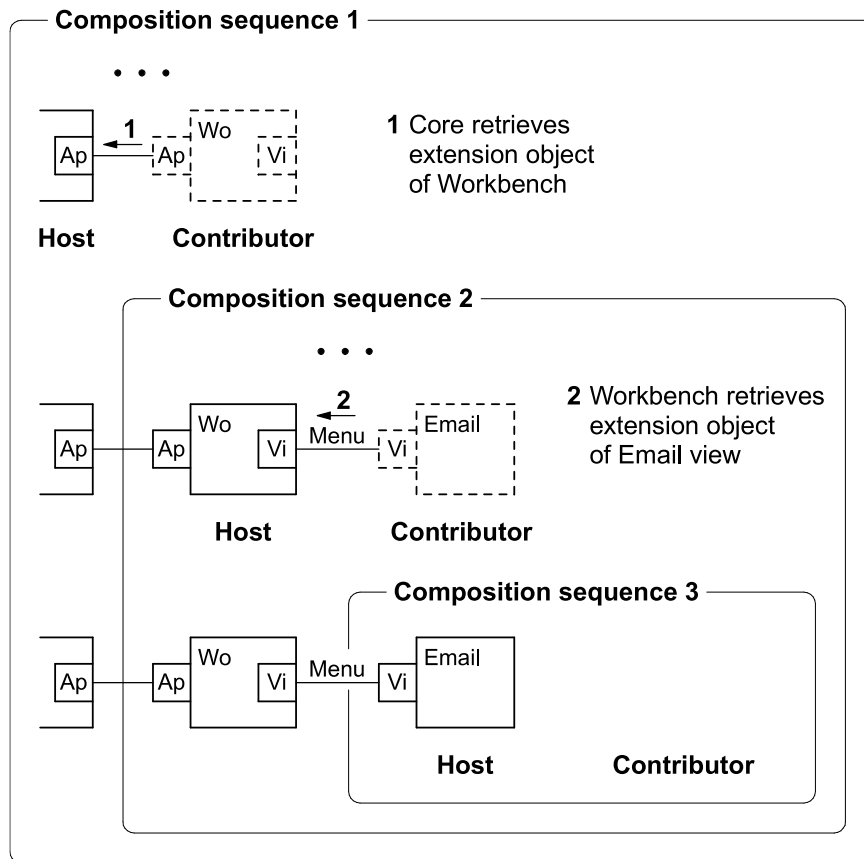 Composition sequence 1
• • •
1
Ap
Ap
Wo
Vi
1 Core retrieves
extension object
of Workbench
Host
Contributor
Composition sequence 2
• • •
2
Ap
Ap
Wo
Vi
Menu
Vi
Email
2 Workbench retrieves
extension object
of Email view
Host
Contributor
Composition sequence 3
Ap
Ap
Wo
Vi
Menu
Vi
Email
Host
Contributor